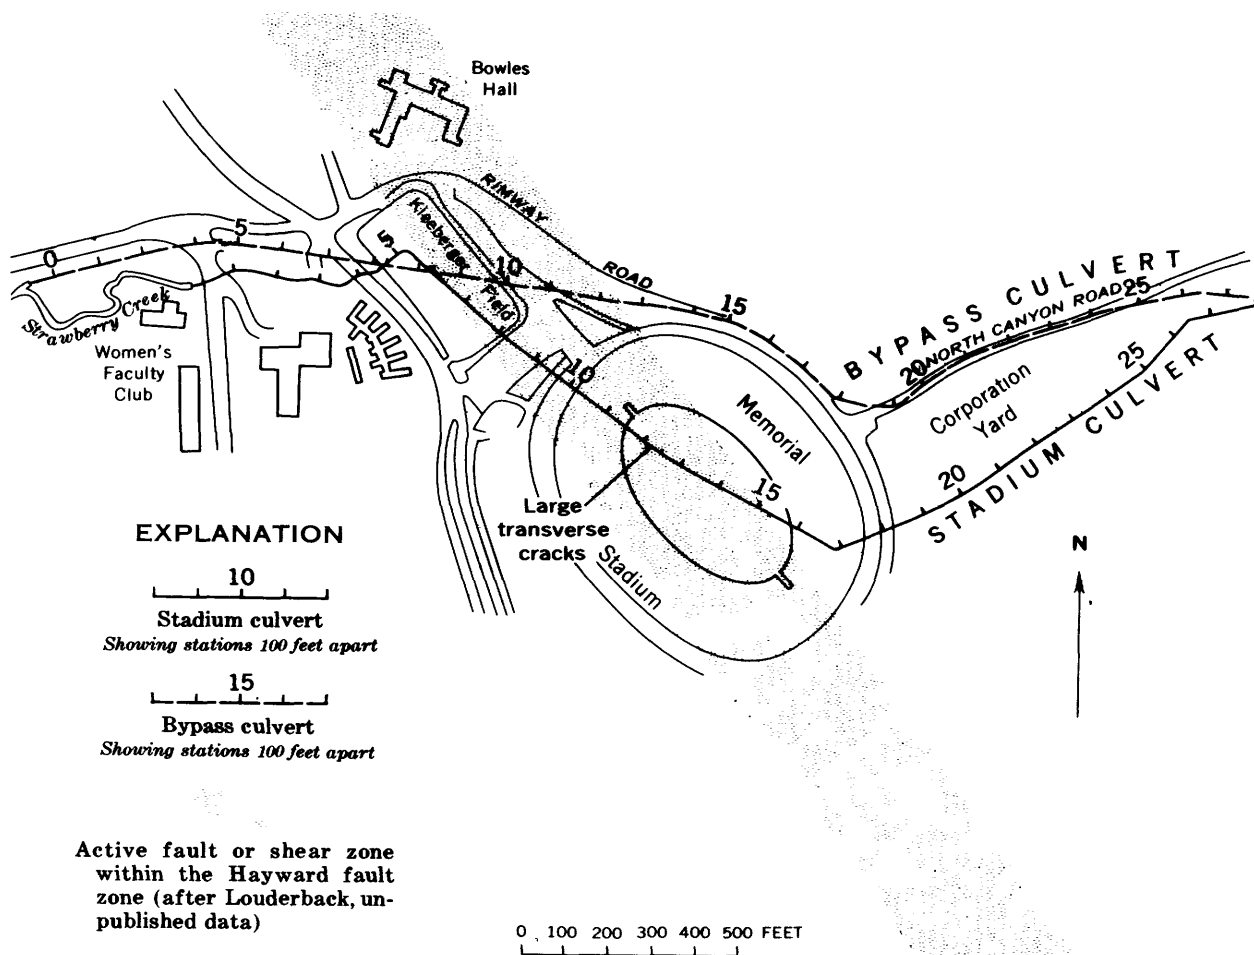 Bowles
Hall
RIMWAY
ROAD
Kleeberger
Field
0
5
5
10
10
15
BYPASS CULVERT
NORTH CANYON ROAD
20
25
Strawberry Creek
Women's
Faculty
Club
Memorial
Stadium
15
Corporation
Yard
20
25
STADIUM CULVERT
Large
transverse
cracks
N
EXPLANATION
10
Stadium culvert
Showing stations 100 feet apart
15
Bypass culvert
Showing stations 100 feet apart
Active fault or shear zone
within the Hayward fault
zone (after Louderback, un-
published data)
0 100 200 300 400 500 FEET